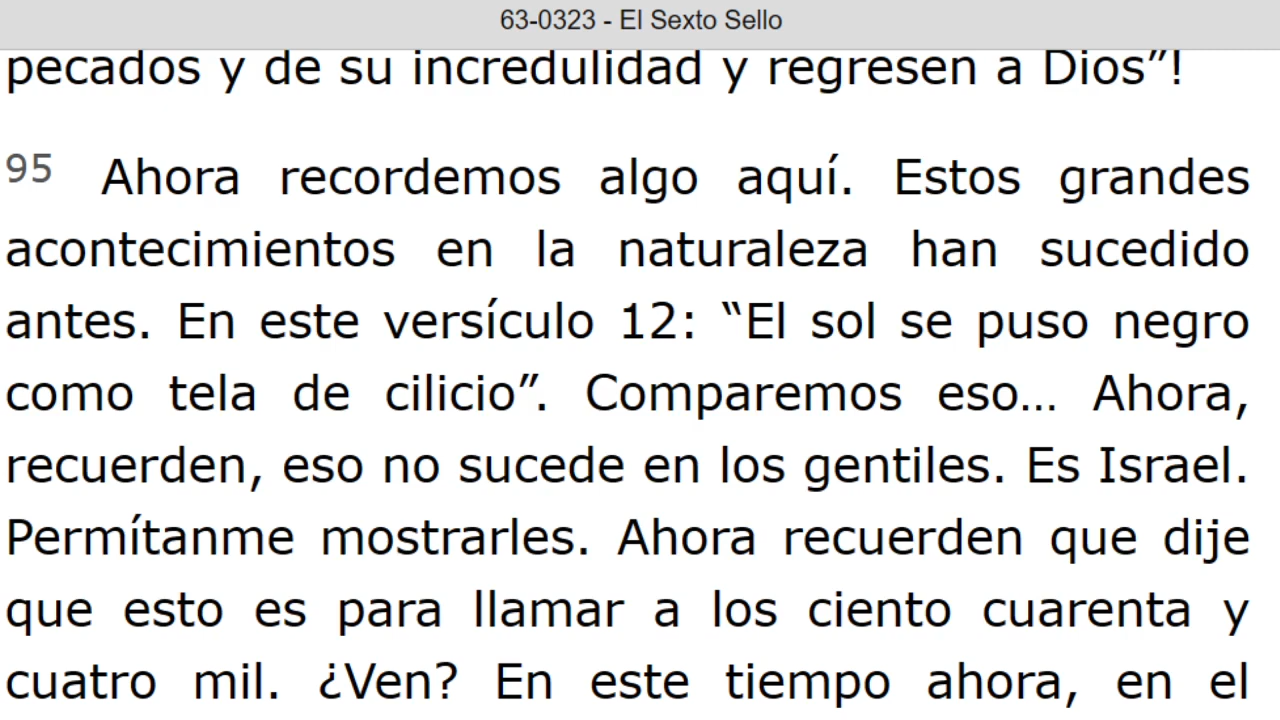 63-0323 - El Sexto Sello
pecados y de su incredulidad y regresen a Dios”!
95 Ahora recordemos algo aquí. Estos grandes
acontecimientos en la naturaleza han sucedido
antes. En este versículo 12: “El sol se puso negro
como tela de cilicio”. Comparemos eso... Ahora,
recuerden, eso no sucede en los gentiles. Es Israel.
Permítanme mostrarles. Ahora recuerden que dije
que esto es para llamar a los ciento cuarenta y
cuatro mil. ¿Ven? En este tiempo ahora, en el